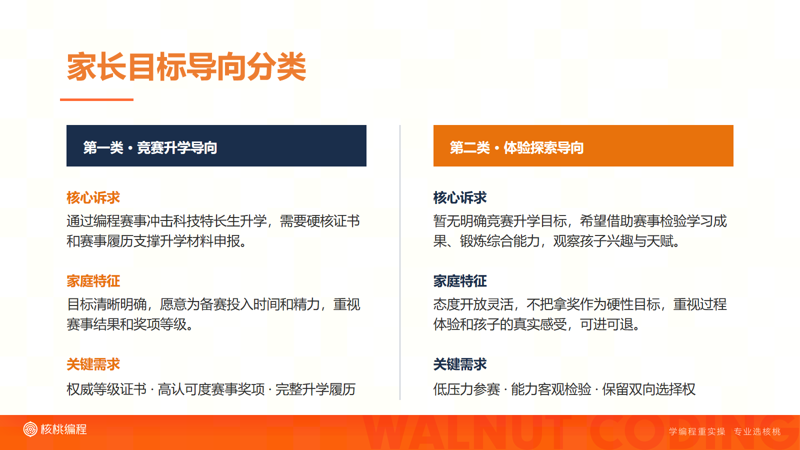 家长目标导向分类
第一类·竞赛升学导向
核心诉求
通过编程赛事冲击科技特长生升学，需要硬核证书
和赛事履历支撑升学材料申报。
家庭特征
目标清晰明确，愿意为备赛投入时间和精力，重视
赛事结果和奖项等级。
关键需求
权威等级证书·高认可度赛事奖项·完整升学履历
第二类·体验探索导向
核心诉求
暂无明确竞赛升学目标，希望借助赛事检验学习成
果、锻炼综合能力，观察孩子兴趣与天赋。
家庭特征
态度开放灵活，不把拿奖作为硬性目标，重视过程
体验和孩子的真实感受，可进可退。
关键需求
低压力参赛·能力客观检验·保留双向选择权
核桃编程
WALNUT CODING
学编程重实操 专业选核桃